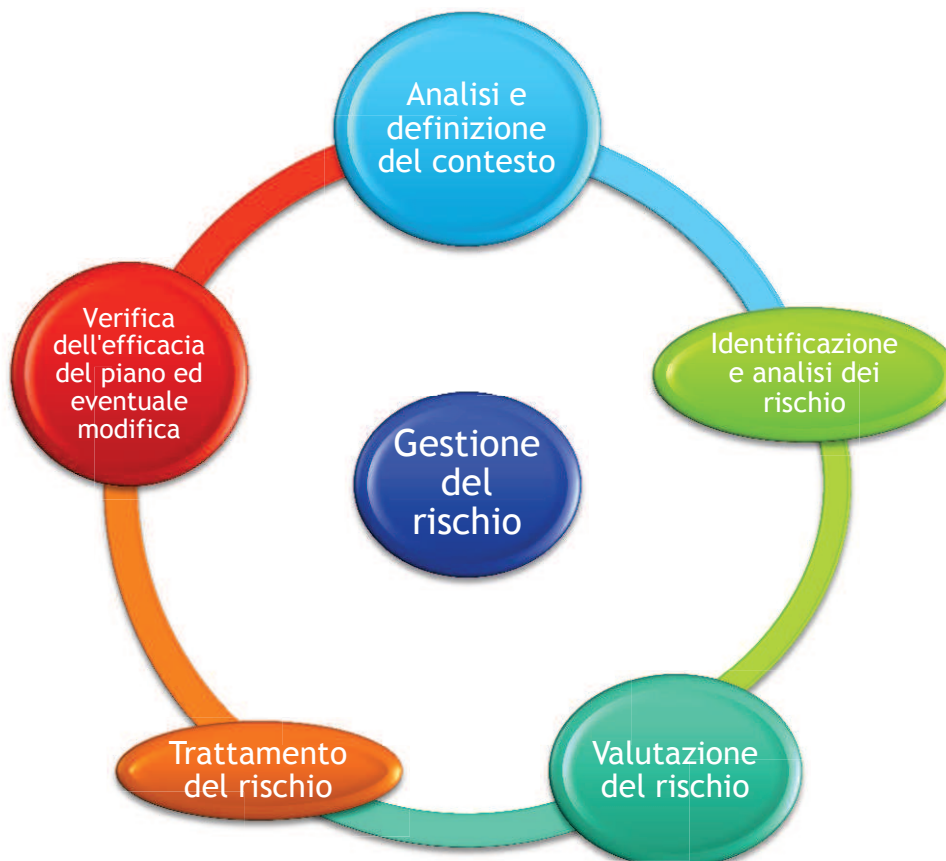 Analisi e
definizione
del contesto
Identificazione
e analisi dei
rischio
Valutazione
del rischio
Trattamento
del rischio
Verifica
dell'efficacia
del piano ed
eventuale
modifica
Gestione
del
rischio